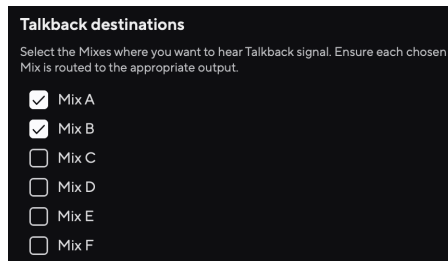 Talkback destinations
Select the Mixes where you want to hear Talkback signal. Ensure each chosen
Mix is routed to the appropriate output.
Mix A
Mix B
Mix C
Mix D
Mix E
Mix F